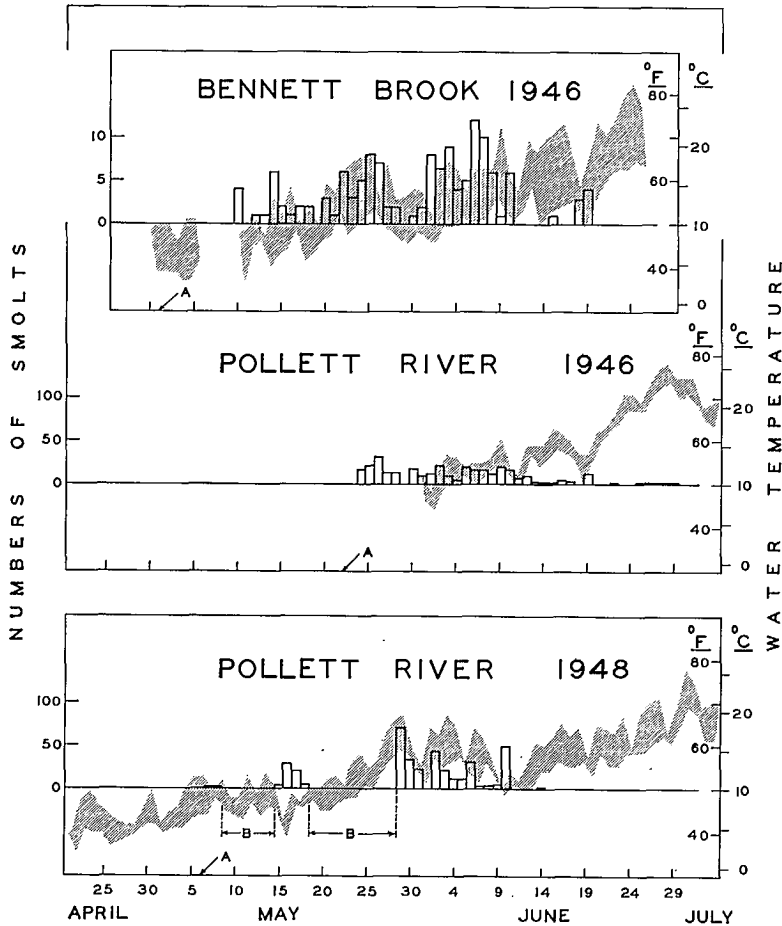 BENNETT BROOK 1946
°F °C
80
20
60
10
40
0
10
5
0
A
POLLETT RIVER 1946
°F °C
80
20
60
10
40
0
100
50
0
A
POLLETT RIVER 1948
°F °C
80
20
60
10
40
0
100
50
0
B B
A
25 30 5 10 15 20 25 30 4 9 14 19 24 29
APRIL MAY JUNE JULY
NUMBERS OF SMOLTS
WATER TEMPERATURE